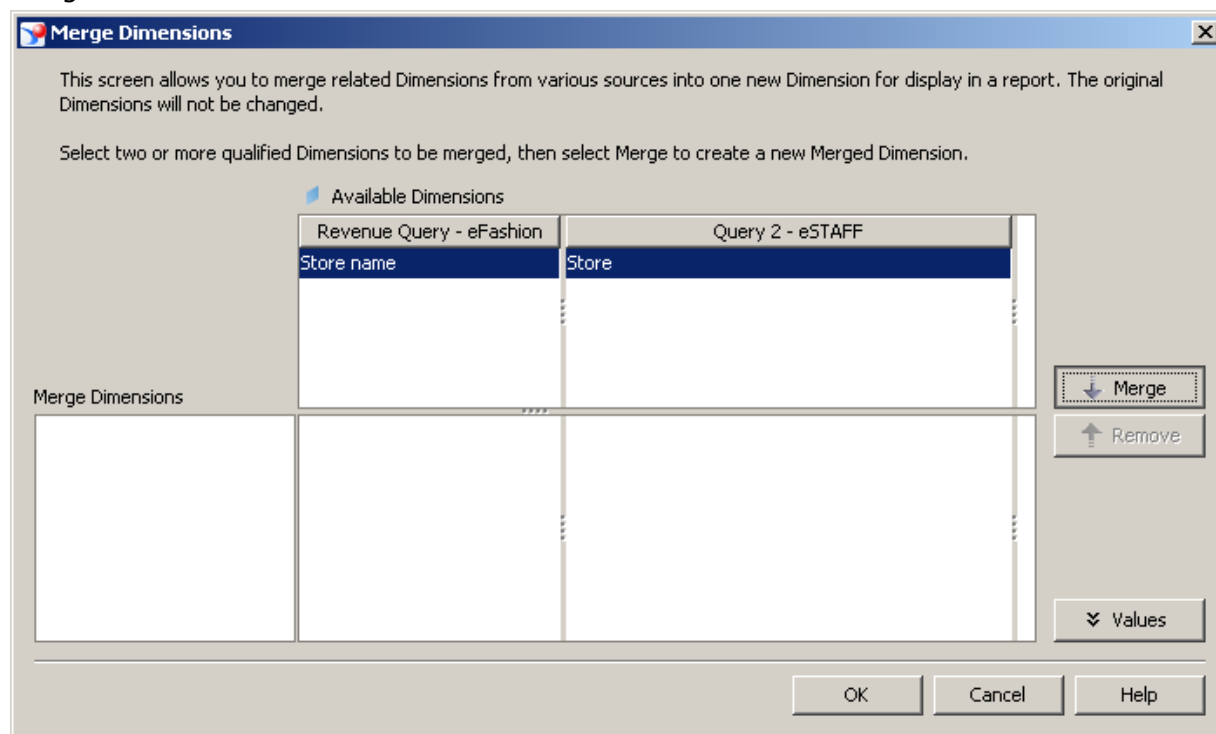 Merge Dimensions
This screen allows you to merge related Dimensions from various sources into one new Dimension for display in a report. The original
Dimensions will not be changed.
Select two or more qualified Dimensions to be merged, then select Merge to create a new Merged Dimension.
Available Dimensions
Revenue Query - eFashion
Query 2 - eSTAFF
Store name
Store
Merge Dimensions
Merge
Remove
Values
OK
Cancel
Help